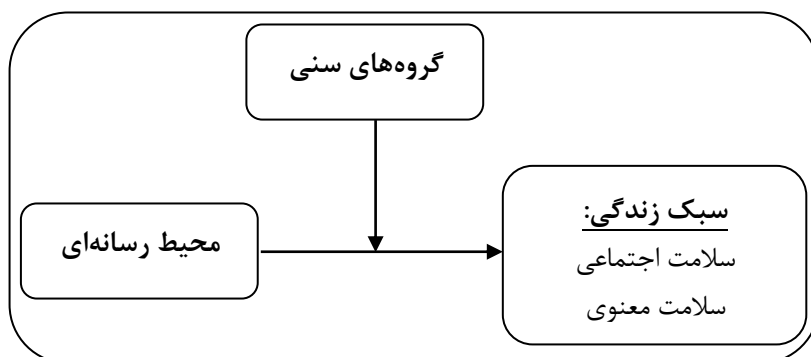 گروه‌های سنی
محیط رسانه‌ای
سبک زندگی:
سلامت اجتماعی
سلامت معنوی